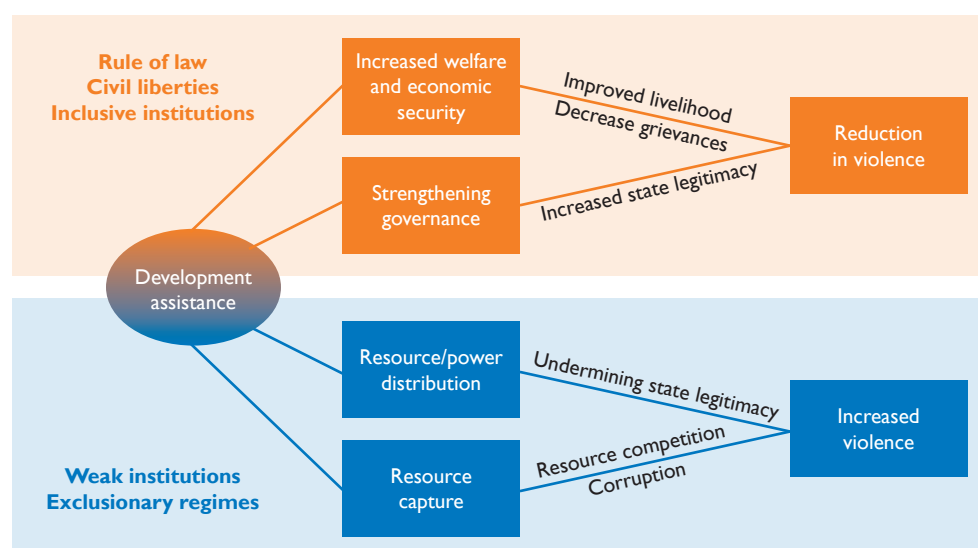 Rule of law
Civil liberties
Inclusive institutions
Increased welfare
and economic
security
Improved livelihood
Decrease grievances
Reduction
in violence
Strengthening
governance
Increased state legitimacy
Development
assistance
Resource/power
distribution
Undermining state legitimacy
Increased
violence
Resource competition
Corruption
Resource
capture
Weak institutions
Exclusionary regimes